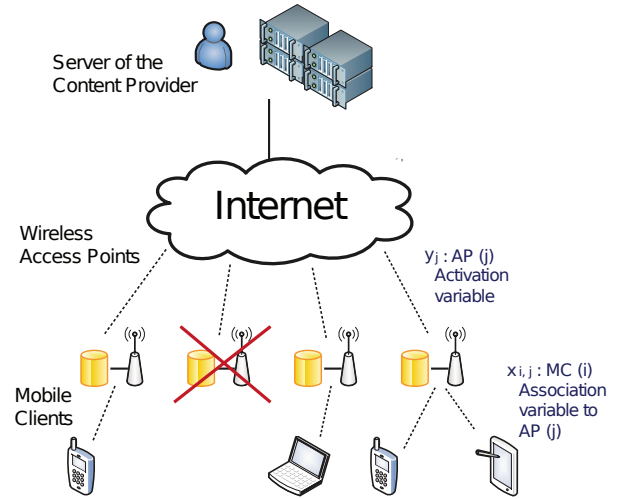 Server of the
Content Provider
Internet
Wireless
Access Points
yj : AP (j)
Activation
variable
xi,j : MC (i)
Association
variable to
AP (j)
Mobile
Clients